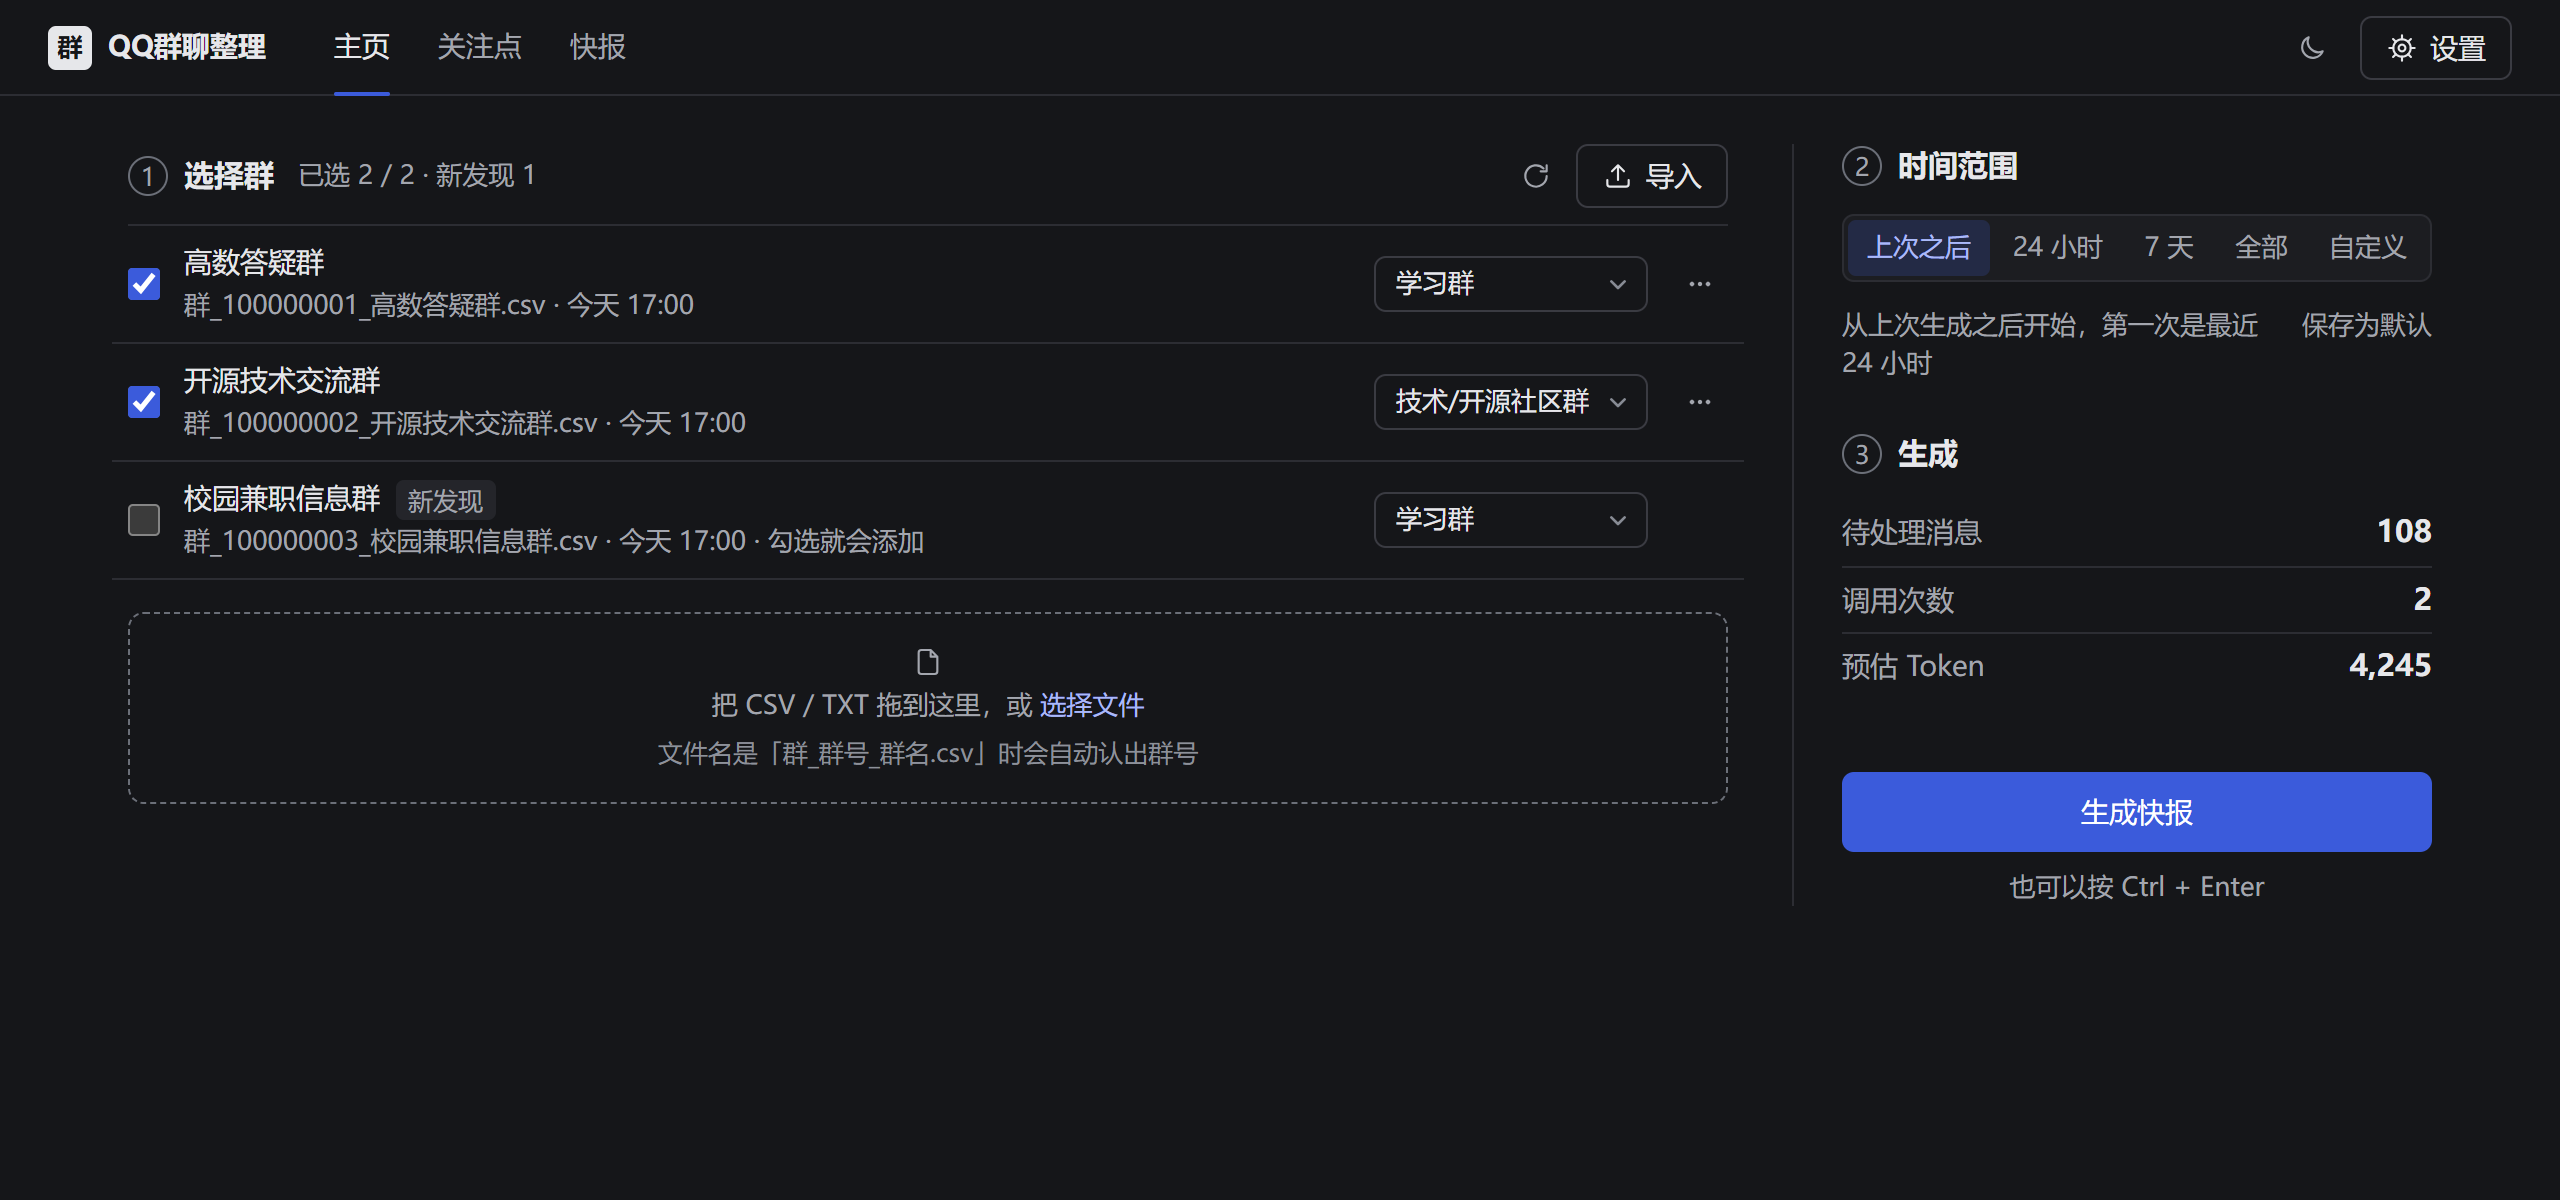 群 QQ群聊整理 主页 关注点 快报 设置
1 选择群 已选 2 / 2 · 新发现 1 导入
高数答疑群
群_100000001_高数答疑群.csv · 今天 17:00
学习群
开源技术交流群
群_100000002_开源技术交流群.csv · 今天 17:00
技术/开源社区群
校园兼职信息群 新发现
群_100000003_校园兼职信息群.csv · 今天 17:00 · 勾选就会添加
学习群
把 CSV / TXT 拖到这里，或 选择文件
文件名是「群_群号_群名.csv」时会自动认出群号
2 时间范围
上次之后 24 小时 7 天 全部 自定义
从上次生成之后开始，第一次是最近 保存为默认
24 小时
3 生成
待处理消息 108
调用次数 2
预估 Token 4,245
生成快报
也可以按 Ctrl + Enter